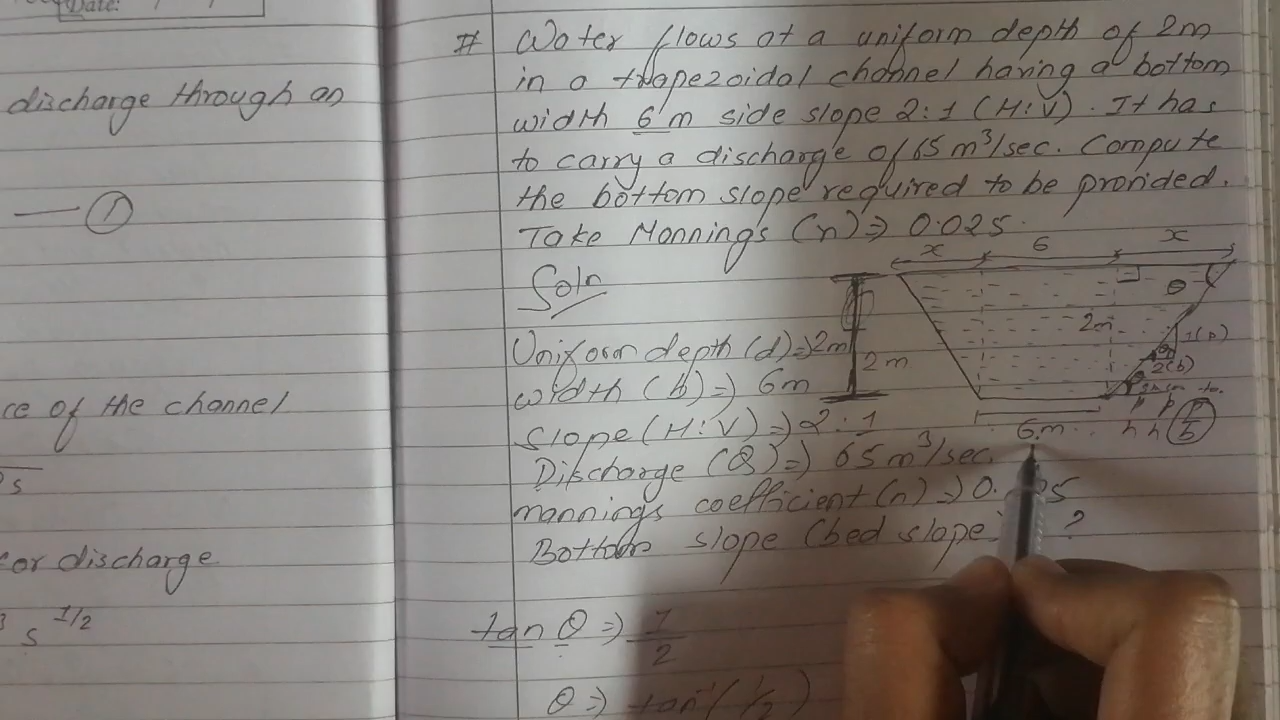 Date:
discharge through an
— ①
ce of the channel
s
for discharge
3 s 1/2
# Water flows at a uniform depth of 2m
in a trapezoidal channel having a bottom
width 6 m side slope 2:1 (H:V). It has
to carry a discharge of 65 m³/sec. Compute
the bottom slope required to be provided.
Take Mannings (n) => 0.025.
x 6 x
Soln
θ
2m
1(P)
2(b)
Uniform depth (d) => 2m
2m
width (b) => 6m
P P P
h h b
6m
Slope (H:V) => 2:1
Discharge (Q) => 65 m³/sec.
mannings coefficient (n) => 0. 25
Bottom slope (bed slope) ?
tan θ => 1/2
θ => tan⁻¹(1/2)